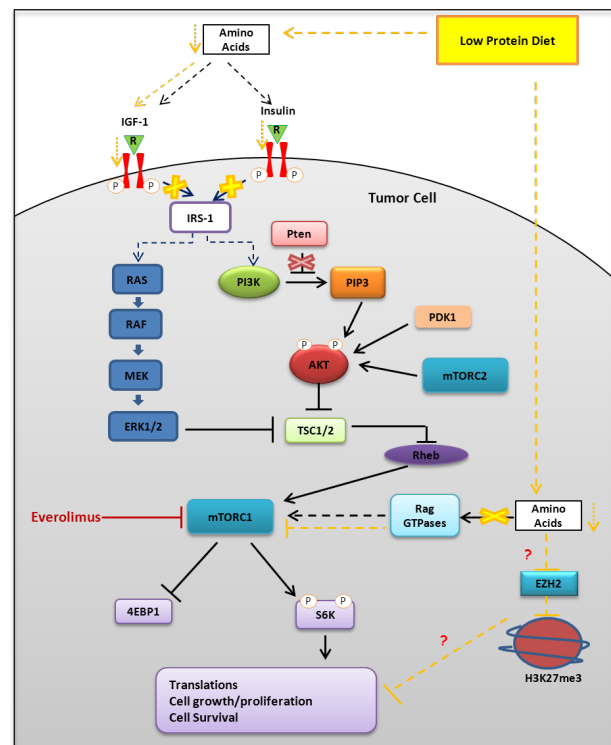 Low Protein Diet
Amino
Acids
IGF-1
Insulin
R
R
P
P
P
P
Tumor Cell
IRS-1
Pten
RAS
PI3K
PIP3
RAF
PDK1
P
P
AKT
MEK
mTORC2
ERK1/2
TSC1/2
Rheb
Everolimus
mTORC1
Rag
GTPases
Amino
Acids
?
EZH2
4EBP1
P
P
S6K
?
H3K27me3
Translations
Cell growth/proliferation
Cell Survival